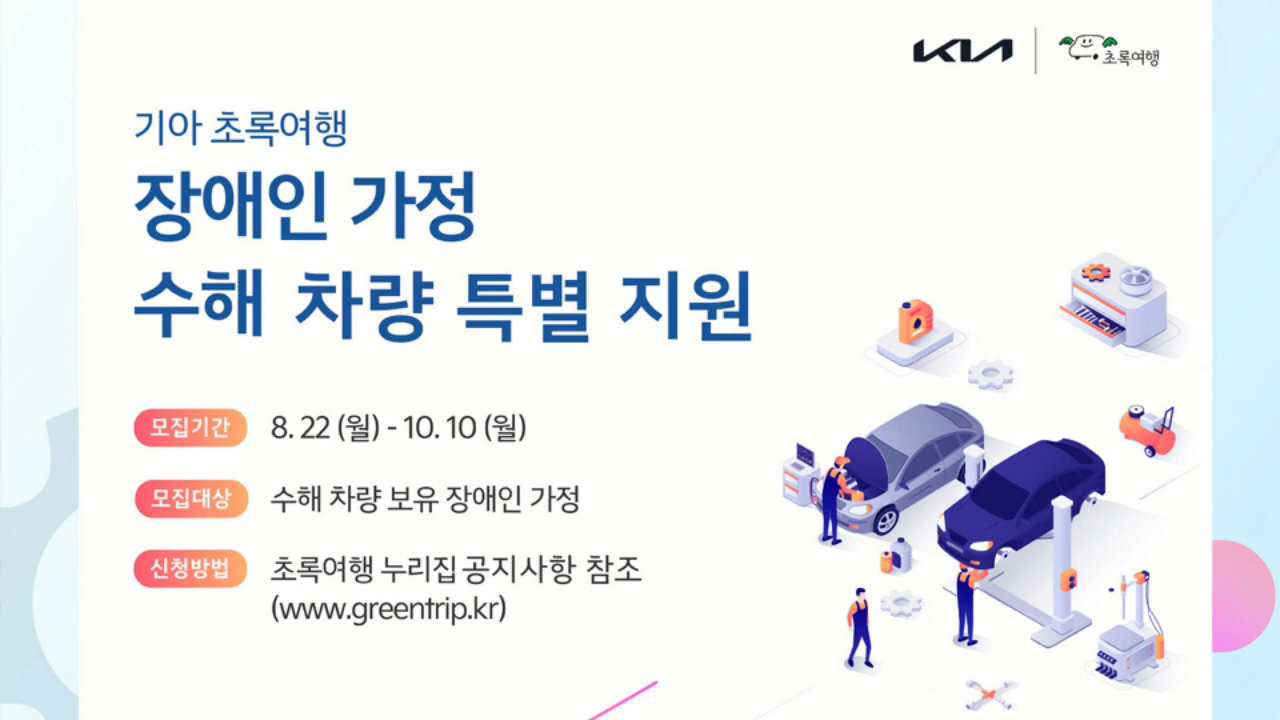 KIA 초록여행
기아 초록여행
장애인 가정
수해 차량 특별 지원
모집기간 8. 22 (월) - 10. 10 (월)
모집대상 수해 차량 보유 장애인 가정
신청방법 초록여행 누리집 공지사항 참조
(www.greentrip.kr)